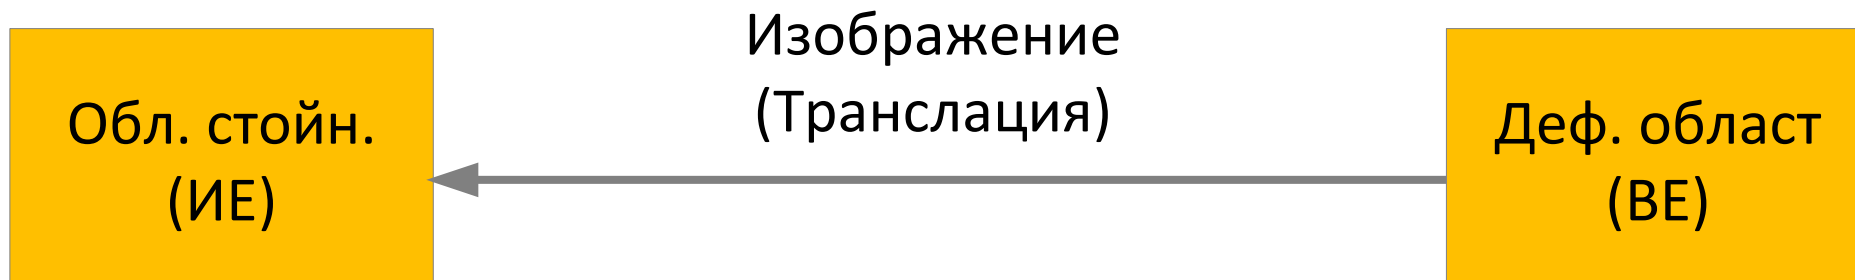 Обл. стойн.
(ИЕ)
Изображение
(Транслация)
Деф. област
(ВЕ)